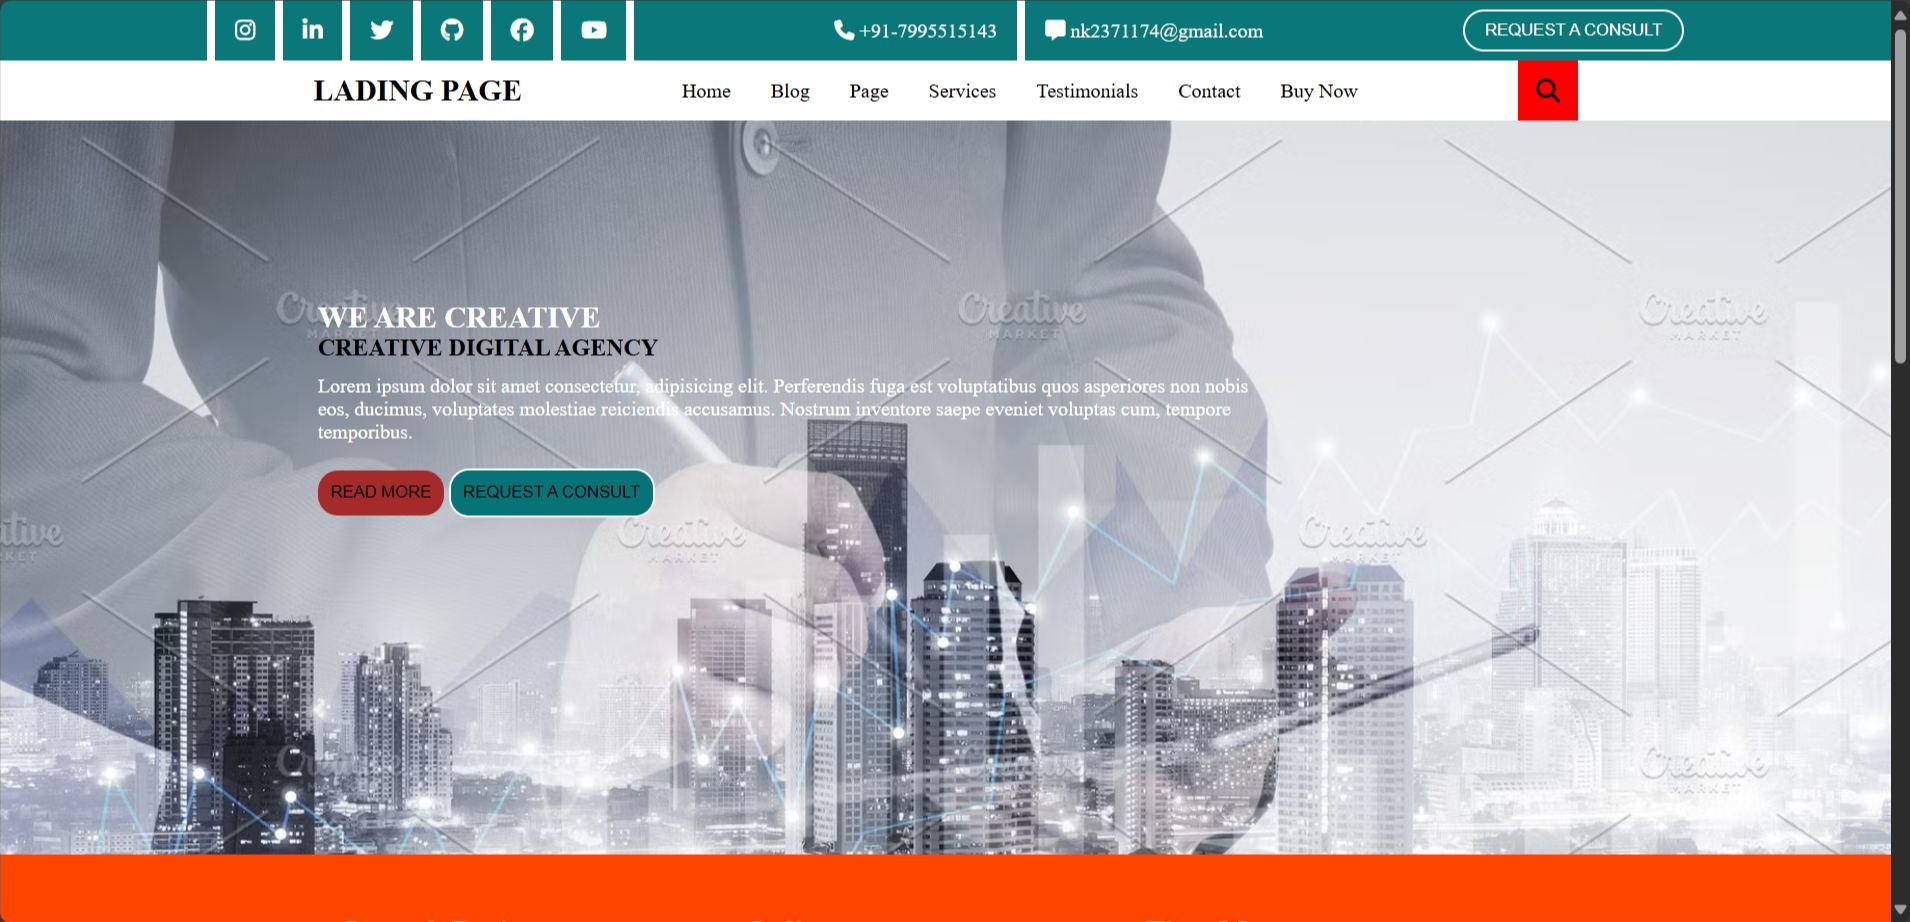 +91-7995515143
nk2371174@gmail.com
REQUEST A CONSULT
LADING PAGE
Home
Blog
Page
Services
Testimonials
Contact
Buy Now
WE ARE CREATIVE
CREATIVE DIGITAL AGENCY
Lorem ipsum dolor sit amet consectetur, adipisicing elit. Perferendis fuga est voluptatibus quos asperiores non nobis
eos, ducimus, voluptates molestiae reiciendis accusamus. Nostrum inventore saepe eveniet voluptas cum, tempore
temporibus.
READ MORE
REQUEST A CONSULT
Creative
MARKET
Creative
MARKET
Creative
MARKET
Creative
MARKET
Creative
MARKET